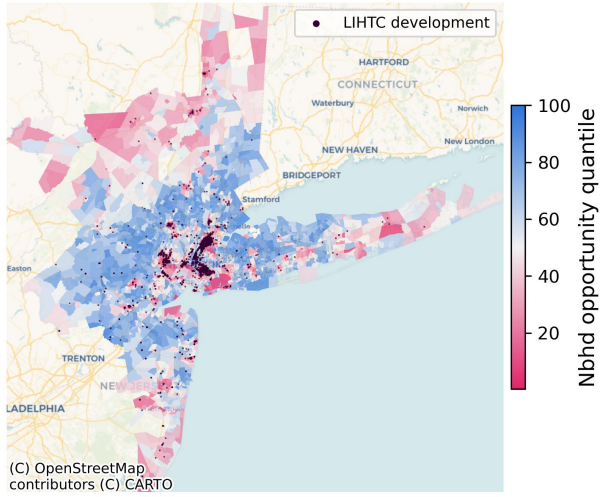 LIHTC development
HARTFORD
CONNECTICUT
Waterbury
Norwich
NEW HAVEN
New London
BRIDGEPORT
Stamford
Easton
TRENTON
NEW JER
LADELPHIA
(C) OpenStreetMap
contributors (C) CARTO
100
80
60
40
20
Nbhd opportunity quantile